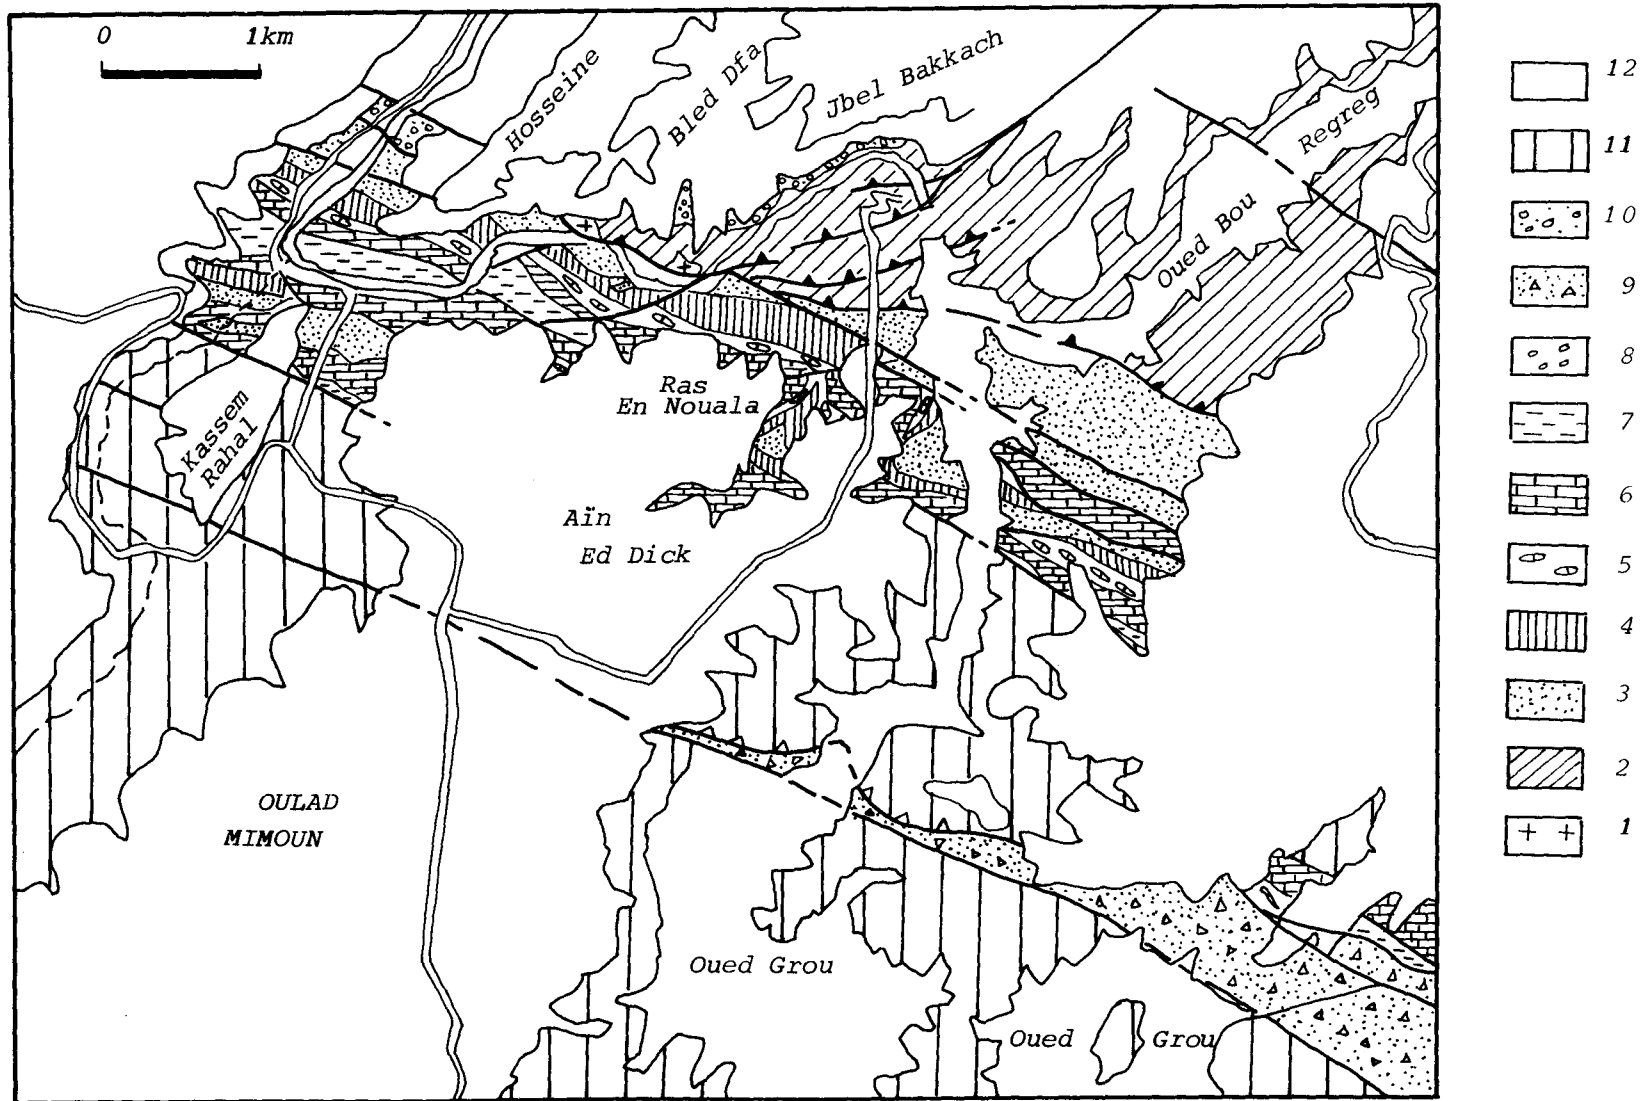 0 1km
Hosseine
Bled Dfa
Jbel Bakkach
Regreg
Oued Bou
Kassem
Rahal
Ras
En Nouala
Aïn
Ed Dick
OULAD
MIMOUN
Oued Grou
Oued Grou
12
11
10
9
8
7
6
5
4
3
2
1